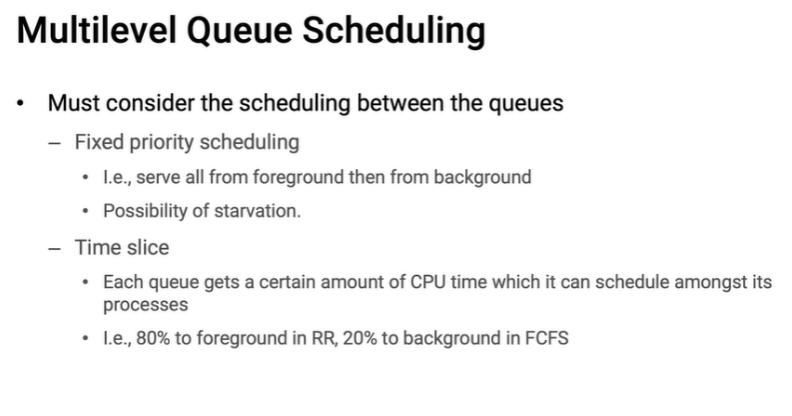 Multilevel Queue Scheduling
• Must consider the scheduling between the queues
– Fixed priority scheduling
• I.e., serve all from foreground then from background
• Possibility of starvation.
– Time slice
• Each queue gets a certain amount of CPU time which it can schedule amongst its
processes
• I.e., 80% to foreground in RR, 20% to background in FCFS